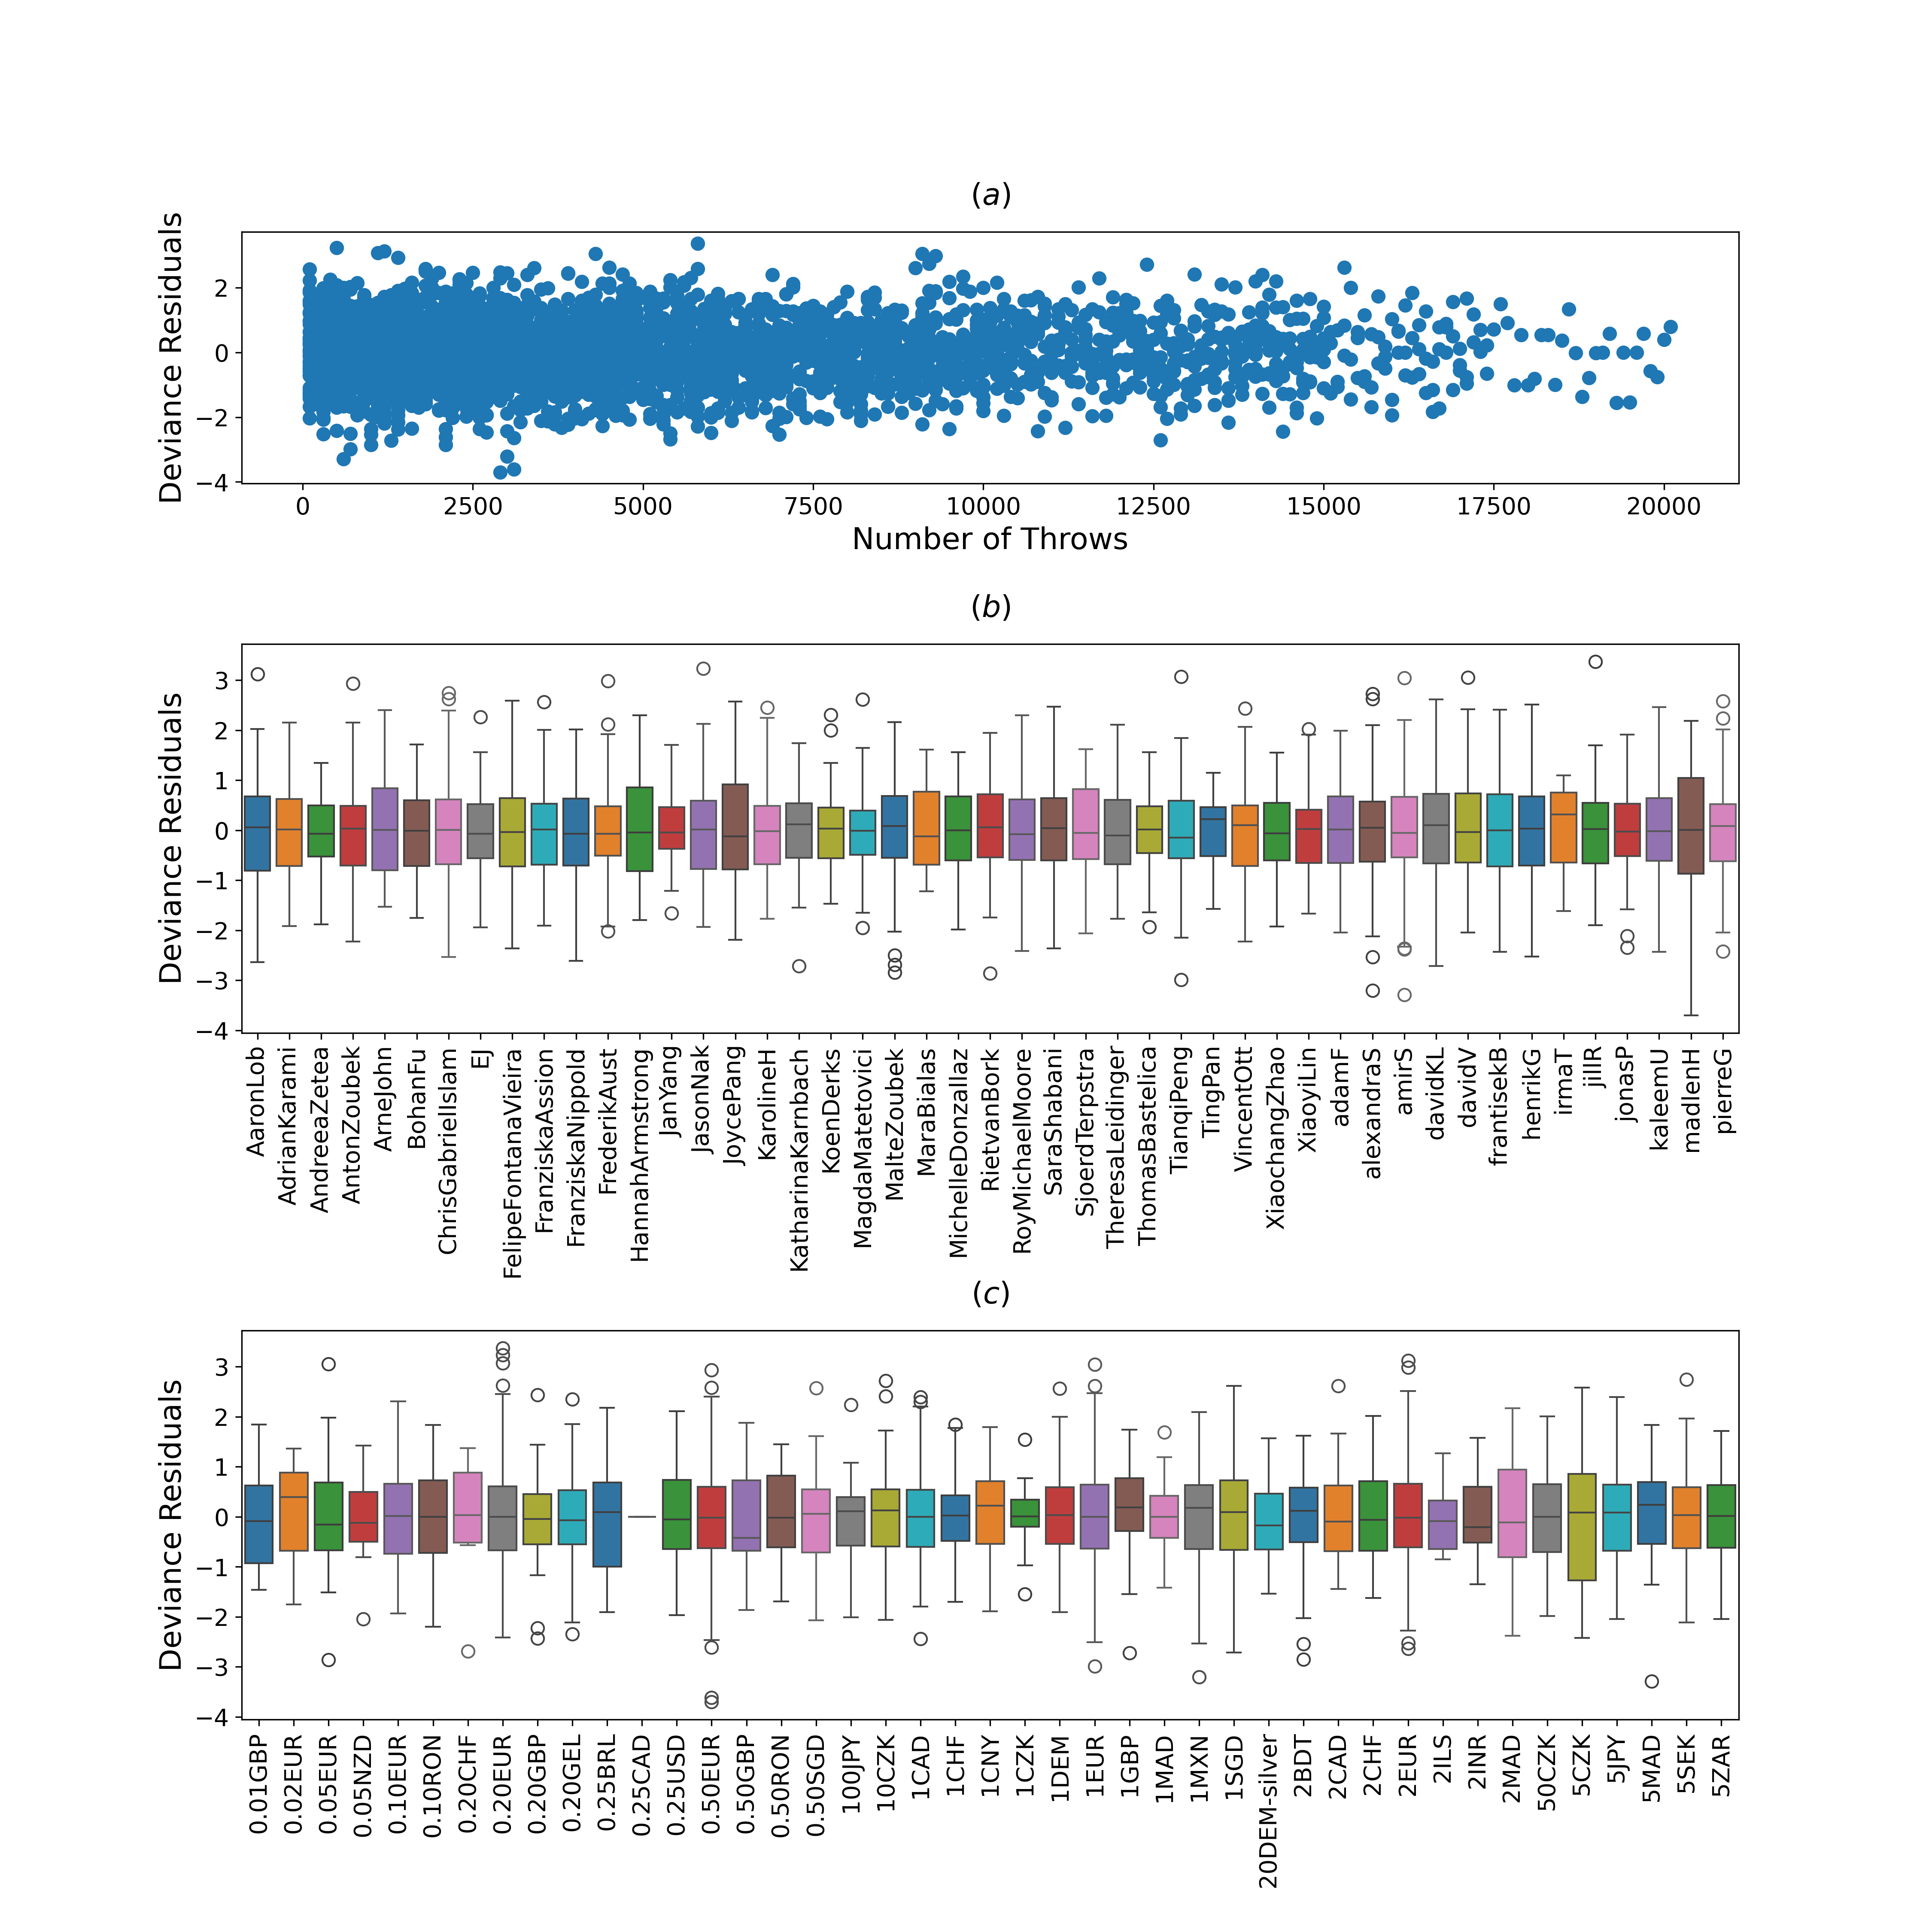 (a)
Deviance Residuals
2
0
−2
−4
0 2500 5000 7500 10000 12500 15000 17500 20000
Number of Throws
(b)
Deviance Residuals
3
2
1
0
−1
−2
−3
−4
AaronLob AdrianKarami AndreeaZetea AntonZoubek ArneJohn BohanFu ChrisGabrielIslam EJ FelipeFontanaVieira FranziskaAssion FranziskaNippold FrederikAust HannahArmstrong JanYang JasonNak JoycePang KarolineH KatharinaKarnbach KoenDerks MagdaMatetovici MalteZoubek MaraBialas MichelleDonzallaz RietvanBork RoyMichaelMoore SaraShabani SjoerdTerpstra TheresaLeidinger ThomasBastelica TianqiPeng TingPan VincentOtt XiaochangZhao XiaoyiLin adamF alexandraS amirS davidKL davidV frantisekB henrikG irmaT jillR jonasP kaleemU madlenH pierreG
(c)
Deviance Residuals
3
2
1
0
−1
−2
−3
−4
0.01GBP 0.02EUR 0.05EUR 0.05NZD 0.10EUR 0.10RON 0.20CHF 0.20EUR 0.20GBP 0.20GEL 0.25BRL 0.25CAD 0.25USD 0.50EUR 0.50GBP 0.50RON 0.50SGD 100JPY 10CZK 1CAD 1CHF 1CNY 1CZK 1DEM 1EUR 1GBP 1MAD 1MXN 1SGD 20DEM-silver 2BDT 2CAD 2CHF 2EUR 2ILS 2INR 2MAD 50CZK 5CZK 5JPY 5MAD 5SEK 5ZAR